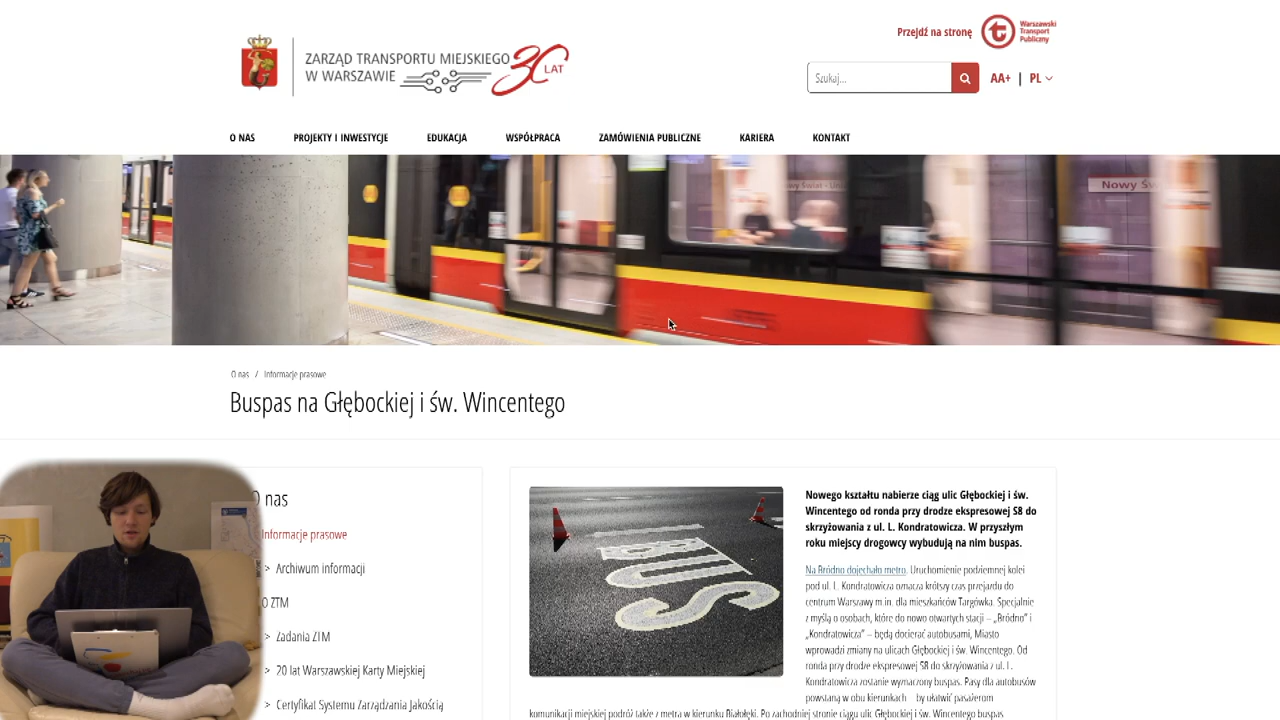 Przejdź na stronę
Warszawski
Transport
Publiczny
ZARZĄD TRANSPORTU MIEJSKIEGO
W WARSZAWIE
30 LAT
Szukaj...
AA+ | PL
O NAS
PROJEKTY I INWESTYCJE
EDUKACJA
WSPÓŁPRACA
ZAMÓWIENIA PUBLICZNE
KARIERA
KONTAKT
Nowy Świat - Uni
Nowy Św
O nas / Informacje prasowe
Buspas na Głębockiej i św. Wincentego
O nas
Informacje prasowe
> Archiwum informacji
O ZTM
> Zadania ZTM
> 20 lat Warszawskiej Karty Miejskiej
> Certyfikat Systemu Zarządzania Jakością
BUS
Nowego kształtu nabierze ciąg ulic Głębockiej i św.
Wincentego od ronda przy drodze ekspresowej S8 do
skrzyżowania z ul. L. Kondratowicza. W przyszłym
roku miejscy drogowcy wybudują na nim buspas.
Na Bródno dojechało metro. Uruchomienie podziemnej kolei
pod ul. L. Kondratowicza oznacza krótszy czas przejazdu do
centrum Warszawy m.in. dla mieszkańców Targówka. Specjalnie
z myślą o osobach, które do nowo otwartych stacji – „Bródno” i
„Kondratowicza” – będą docierać autobusami, Miasto
wprowadzi zmiany na ulicach Głębockiej i św. Wincentego. Od
ronda przy drodze ekspresowej S8 do skrzyżowania z ul. L.
Kondratowicza zostanie wyznaczony buspas. Pasy dla autobusów
powstaną w obu kierunkach by ułatwić pasażerom
komunikacji miejskiej podróż także z metra w kierunku Białołęki. Po zachodniej stronie ciągu ulic Głębockiej i św. Wincentego buspas